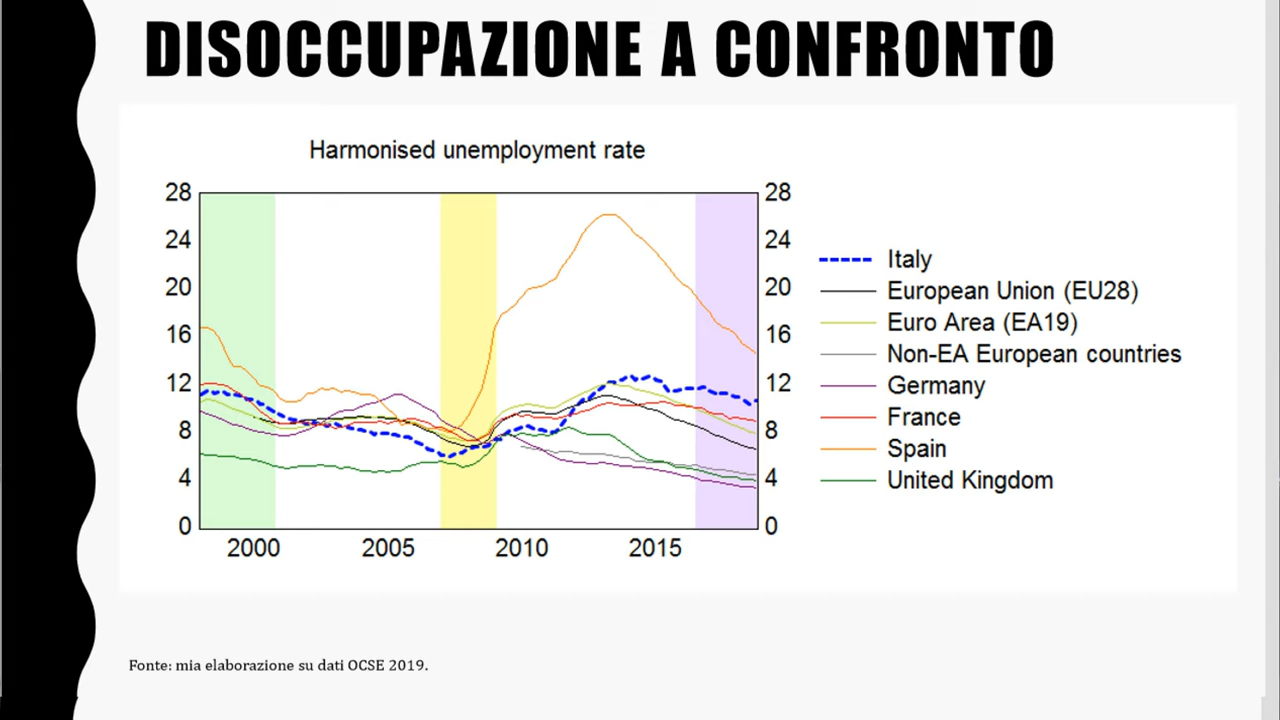 DISOCCUPAZIONE A CONFRONTO
Harmonised unemployment rate
28 28
24 24
20 20
16 16
12 12
8 8
4 4
0 0
2000 2005 2010 2015
Italy
European Union (EU28)
Euro Area (EA19)
Non-EA European countries
Germany
France
Spain
United Kingdom
Fonte: mia elaborazione su dati OCSE 2019.